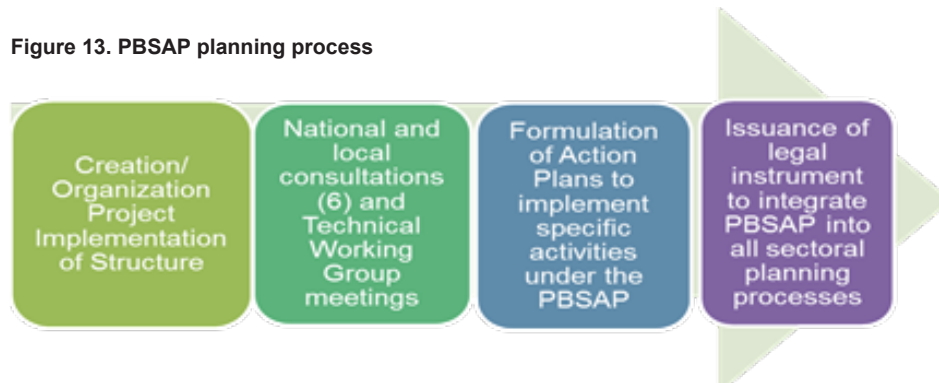 Figure 13. PBSAP planning process
Creation/
Organization
Project
Implementation
of Structure
National and
local
consultations
(6) and
Technical
Working
Group
meetings
Formulation
of Action
Plans to
implement
specific
activities
under the
PBSAP
Issuance of
legal
instrument
to integrate
PBSAP into
all sectoral
planning
processes